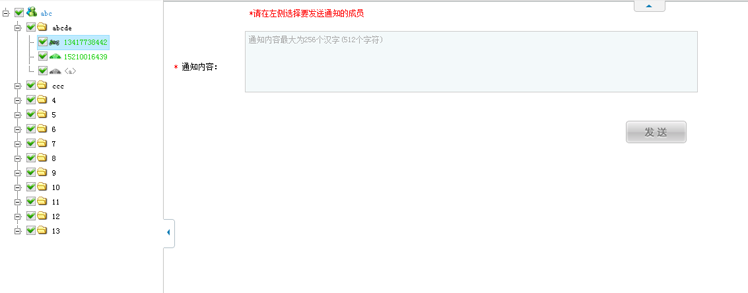 abc
abcde
13417738442
15210016439
<a>
ccc
4
5
6
7
8
9
10
11
12
13
*请在左侧选择要发送通知的成员
* 通知内容：
通知内容最大为256个汉字(512个字符)
发 送